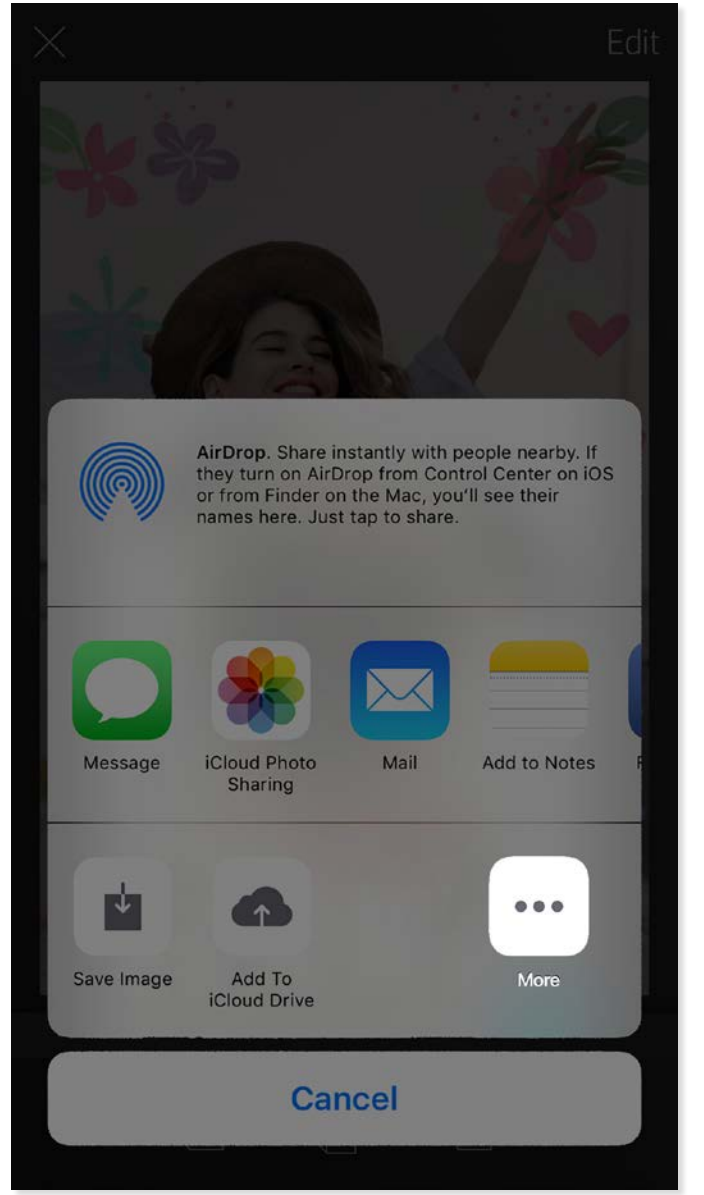 Edit
AirDrop. Share instantly with people nearby. If
they turn on AirDrop from Control Center on iOS
or from Finder on the Mac, you'll see their
names here. Just tap to share.
Message
iCloud Photo
Sharing
Mail
Add to Notes
Save Image
Add To
iCloud Drive
More
Cancel